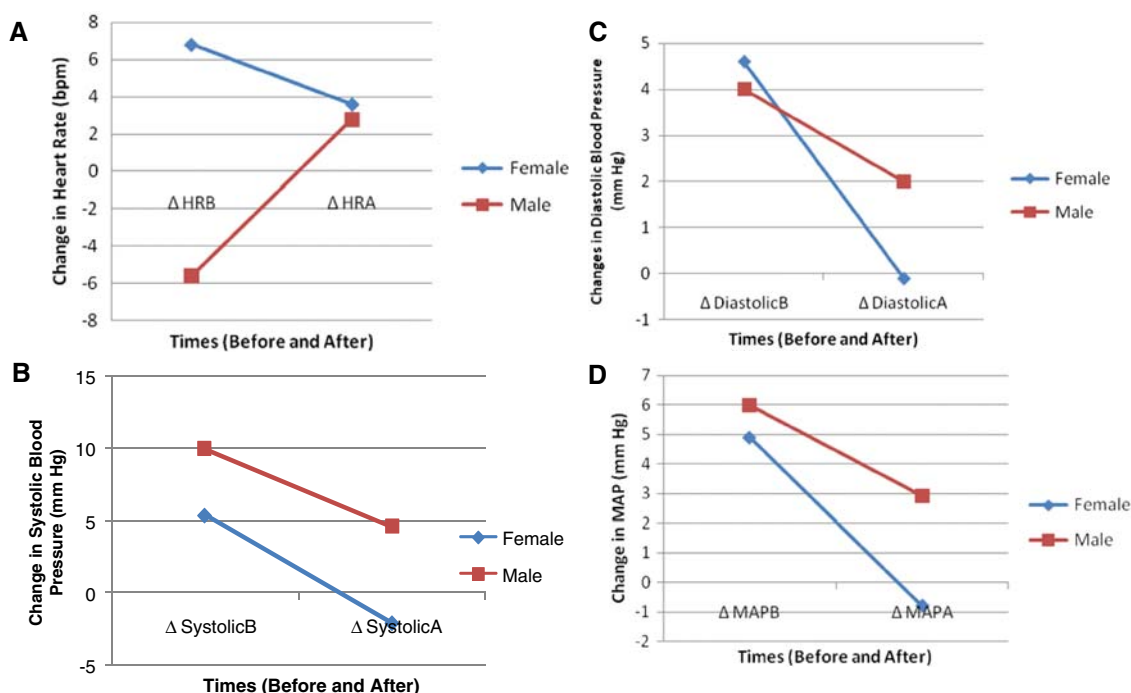 A
Change in Heart Rate (bpm)
8
6
4
2
0
-2
-4
-6
-8
Δ HRB
Δ HRA
Times (Before and After)
Female
Male
B
Change in Systolic Blood
Pressure (mm Hg)
15
10
5
0
-5
Δ SystolicB
Δ SystolicA
Times (Before and After)
Female
Male
C
Changes in Diastolic Blood Pressure
(mm Hg)
5
4
3
2
1
0
-1
Δ DiastolicB
Δ DiastolicA
Times (Before and After)
Female
Male
D
Change in MAP (mm Hg)
7
6
5
4
3
2
1
0
-1
-2
Δ MAPB
Δ MAPA
Times (Before and After)
Female
Male